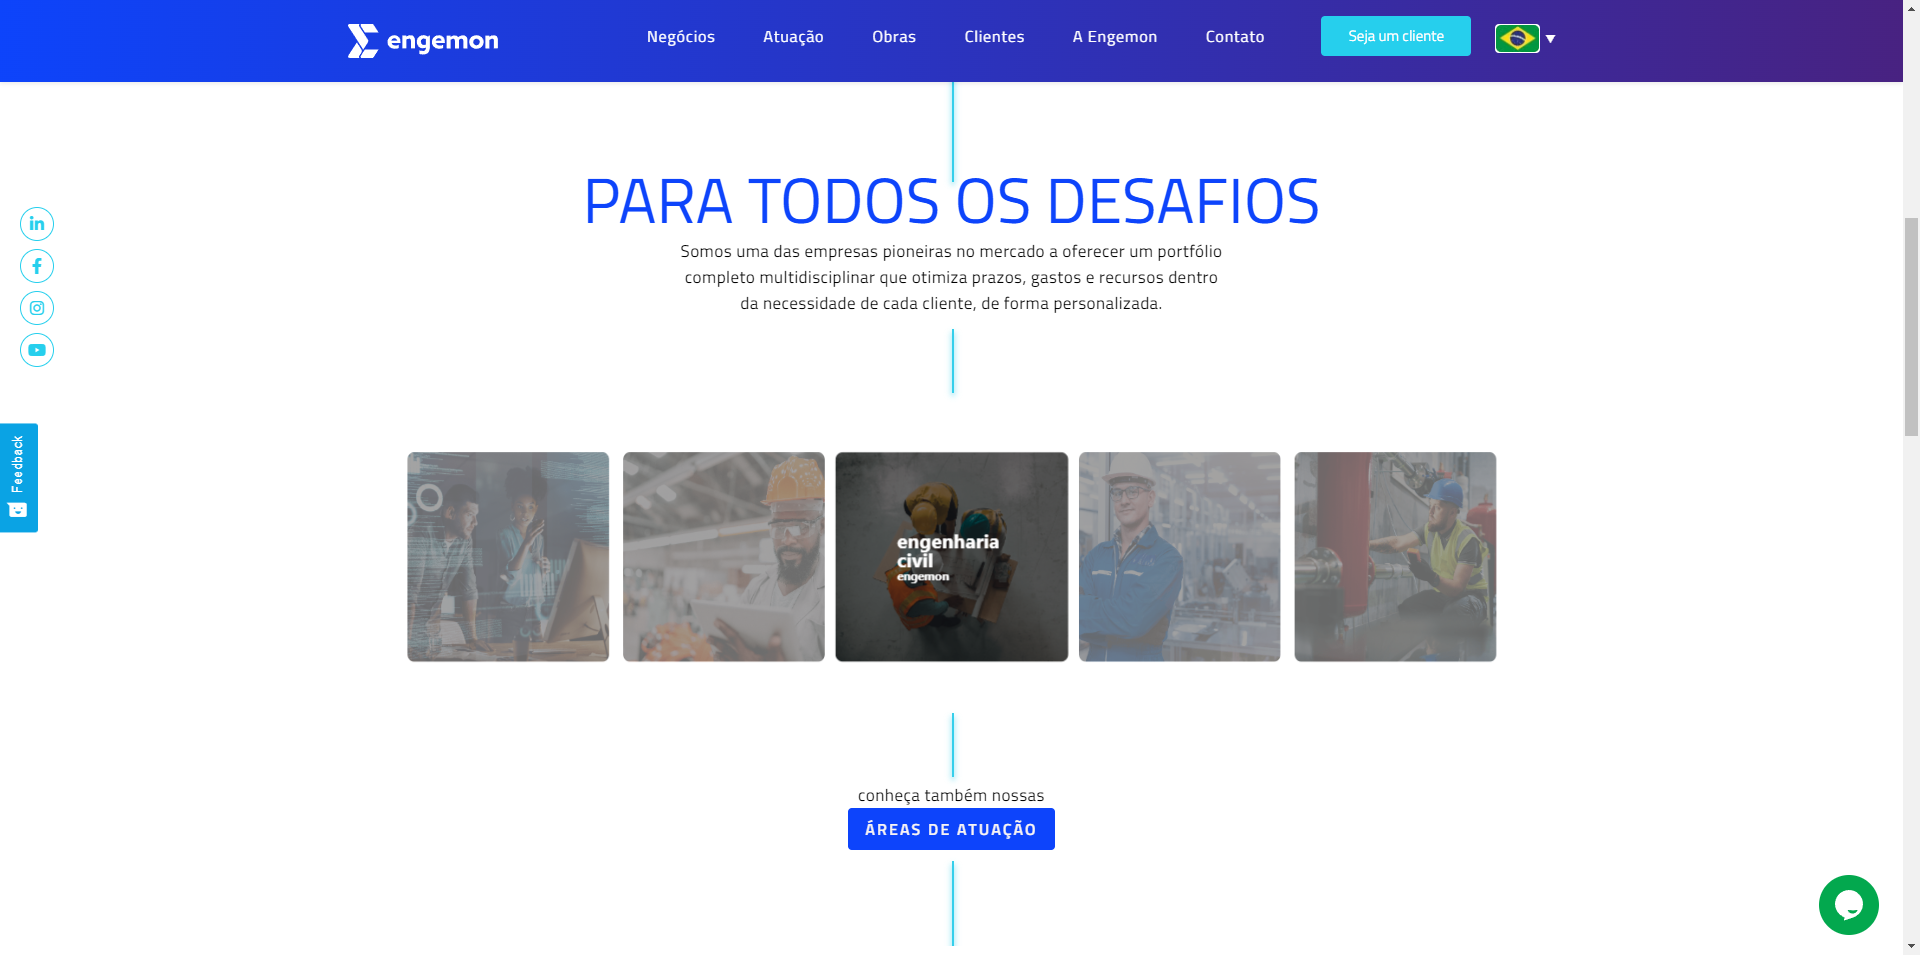 engemon
Negócios
Atuação
Obras
Clientes
A Engemon
Contato
Seja um cliente
PARA TODOS OS DESAFIOS
Somos uma das empresas pioneiras no mercado a oferecer um portfólio
completo multidisciplinar que otimiza prazos, gastos e recursos dentro
da necessidade de cada cliente, de forma personalizada.
Feedback
engenharia
civil
engemon
conheça também nossas
ÁREAS DE ATUAÇÃO